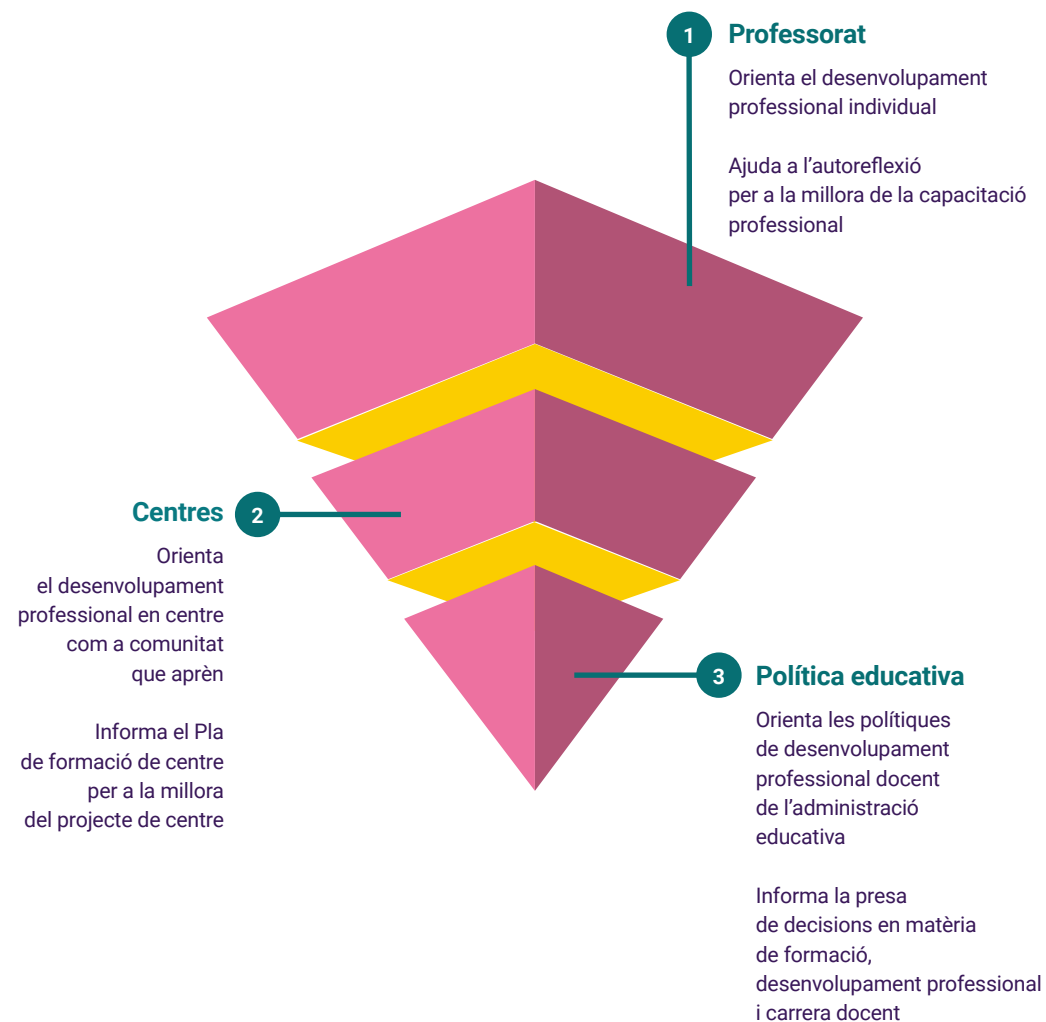 1 Professorat
Orienta el desenvolupament
professional individual
Ajuda a l’autoreflexió
per a la millora de la capacitació
professional
Centres 2
Orienta
el desenvolupament
professional en centre
com a comunitat
que aprèn
Informa el Pla
de formació de centre
per a la millora
del projecte de centre
3 Política educativa
Orienta les polítiques
de desenvolupament
professional docent
de l’administració
educativa
Informa la presa
de decisions en matèria
de formació,
desenvolupament professional
i carrera docent